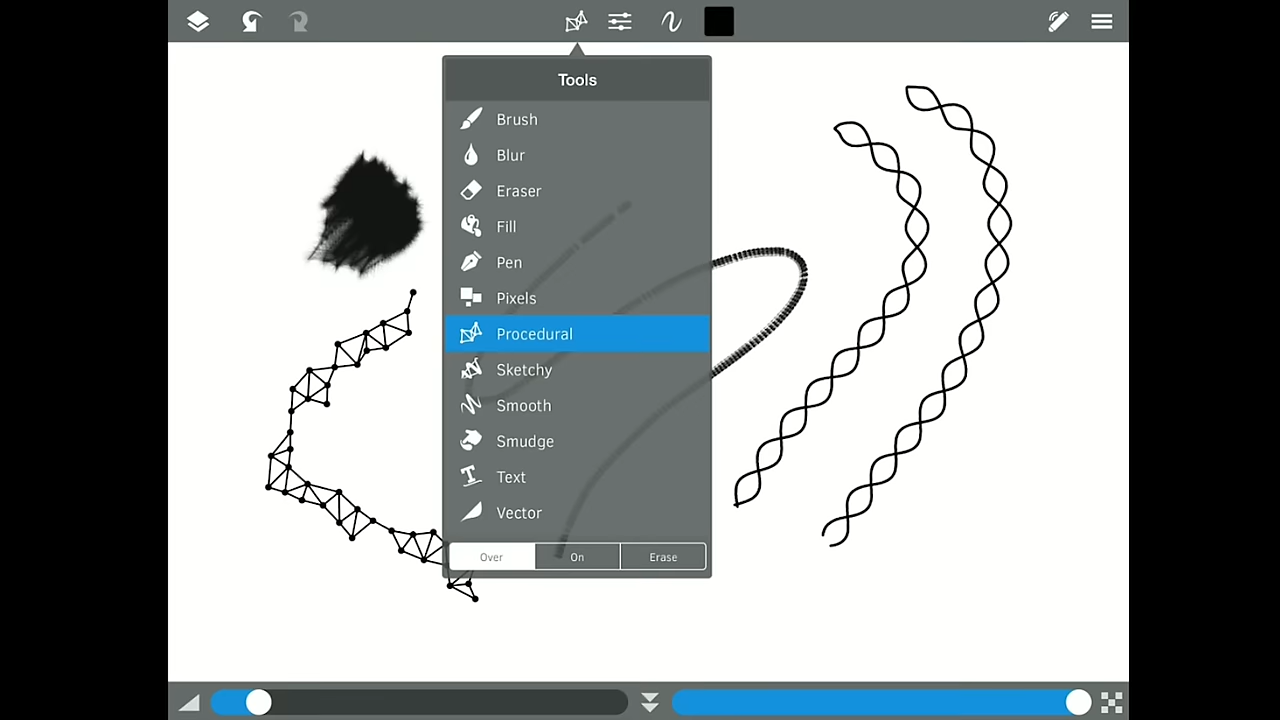 Tools
Brush
Blur
Eraser
Fill
Pen
Pixels
Procedural
Sketchy
Smooth
Smudge
Text
Vector
Over On Erase